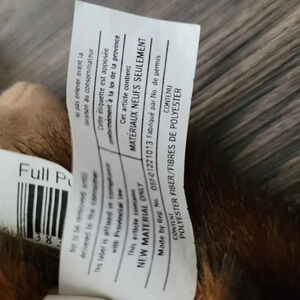 Not to be removed until
delivered to the consumer
This label is affixed in compliance
with Provincial law
This article contains
NEW MATERIAL ONLY
Made by Reg. No. 05T-01221013
CONTENT
POLYESTER FIBER/
ne pas enlever avant la
livraison au consommateur
Cette étiquette est apposée
conformément à la loi de la province
Cet article contient
MATÉRIAUX NEUFS SEULEMENT
Fabriqué par No. de permis
CONTENU
FIBRES DE POLYESTER
Full